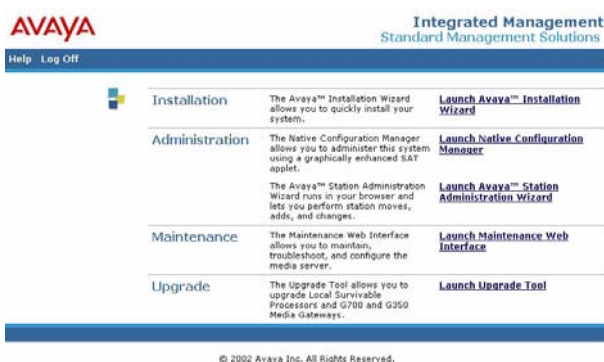 AVAYA
Integrated Management
Standard Management Solutions
Help Log Off
Installation
The Avaya™ Installation Wizard
allows you to quickly install your
system.
Launch Avaya™ Installation
Wizard
Administration
The Native Configuration Manager
allows you to administer this system
using a graphically enhanced SAT
applet.
Launch Native Configuration
Manager
The Avaya™ Station Administration
Wizard runs in your browser and
lets you perform station moves,
adds, and changes.
Launch Avaya™ Station
Administration Wizard
Maintenance
The Maintenance Web Interface
allows you to maintain,
troubleshoot, and configure the
media server.
Launch Maintenance Web
Interface
Upgrade
The Upgrade Tool allows you to
upgrade Local Survivable
Processors and G700 and G350
Media Gateways.
Launch Upgrade Tool
© 2002 Avaya Inc. All Rights Reserved.